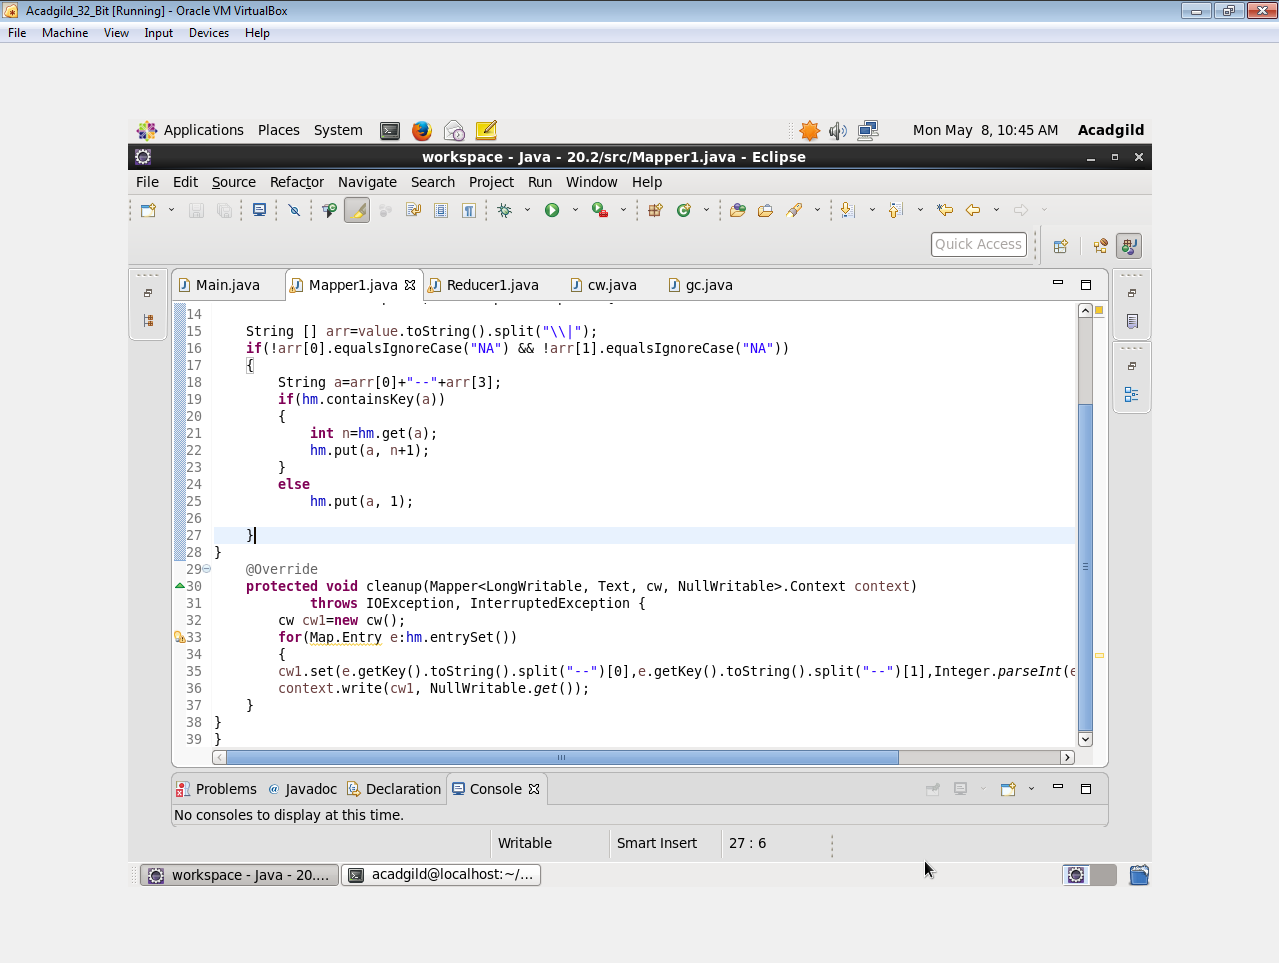 Acadgild_32_Bit [Running] - Oracle VM VirtualBox
File Machine View Input Devices Help
Applications Places System Mon May 8, 10:45 AM Acadgild
workspace - Java - 20.2/src/Mapper1.java - Eclipse
File Edit Source Refactor Navigate Search Project Run Window Help
Quick Access
Main.java Mapper1.java Reducer1.java cw.java gc.java
14
15 String [] arr=value.toString().split("\\|");
16 if(!arr[0].equalsIgnoreCase("NA") && !arr[1].equalsIgnoreCase("NA"))
17 {
18 String a=arr[0]+"--"+arr[3];
19 if(hm.containsKey(a))
20 {
21 int n=hm.get(a);
22 hm.put(a, n+1);
23 }
24 else
25 hm.put(a, 1);
26
27 }
28 }
29 @Override
30 protected void cleanup(Mapper<LongWritable, Text, cw, NullWritable>.Context context)
31 throws IOException, InterruptedException {
32 cw cw1=new cw();
33 for(Map.Entry e:hm.entrySet())
34 {
35 cw1.set(e.getKey().toString().split("--")[0],e.getKey().toString().split("--")[1],Integer.parseInt(e
36 context.write(cw1, NullWritable.get());
37 }
38 }
39 }
Problems Javadoc Declaration Console
No consoles to display at this time.
Writable Smart Insert 27 : 6
workspace - Java - 20.... acadgild@localhost:~/...